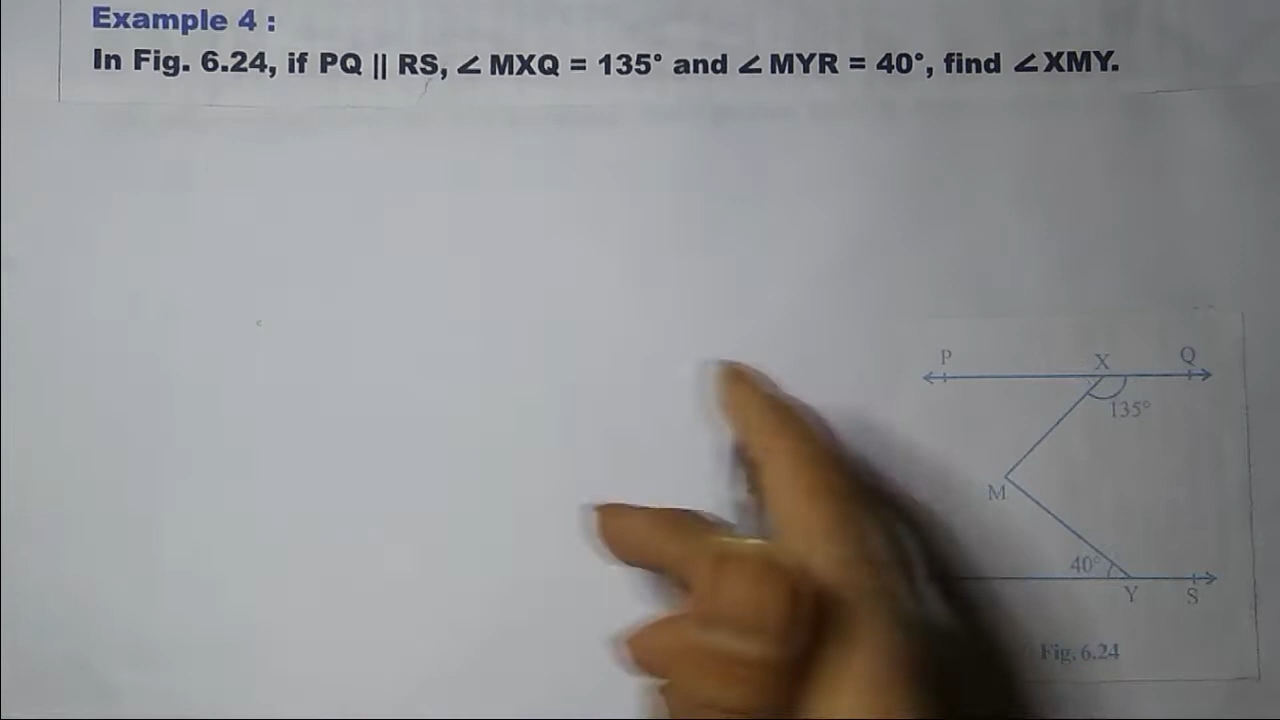 Example 4 :
In Fig. 6.24, if PQ || RS, ∠ MXQ = 135° and ∠ MYR = 40°, find ∠ XMY.
P X Q
135°
M
40°
Y S
Fig. 6.24